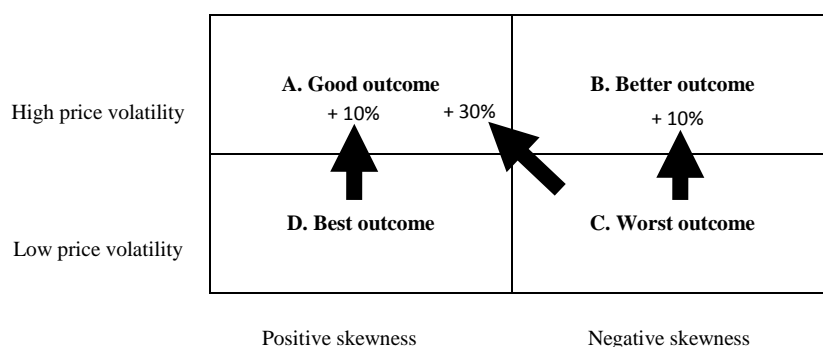 A. Good outcome
B. Better outcome
High price volatility
+ 10%
+ 30%
+ 10%
D. Best outcome
C. Worst outcome
Low price volatility
Positive skewness
Negative skewness